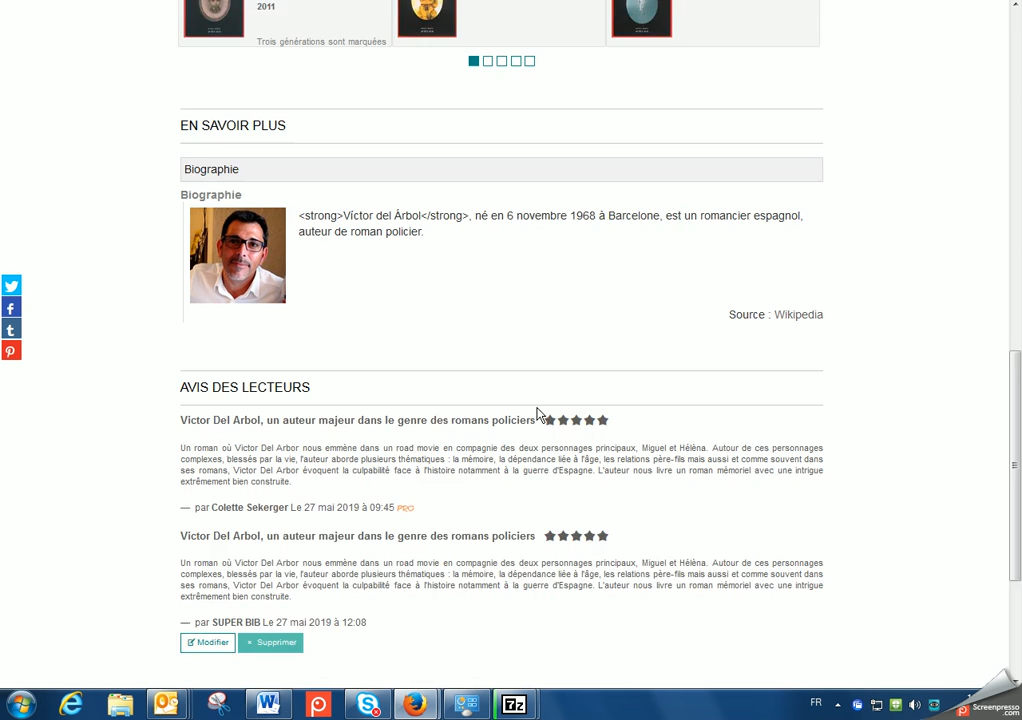 2011
Trois générations sont marquées
EN SAVOIR PLUS
Biographie
Biographie
<strong>Víctor del Árbol</strong>, né en 6 novembre 1968 à Barcelone, est un romancier espagnol,
auteur de roman policier.
Source : Wikipedia
AVIS DES LECTEURS
Victor Del Arbol, un auteur majeur dans le genre des romans policiers
Un roman où Victor Del Arbor nous emmène dans un road movie en compagnie des deux personnages principaux, Miguel et Hélèna. Autour de ces personnages
complexes, blessés par la vie, l'auteur aborde plusieurs thématiques : la mémoire, la dépendance liée à l'âge, les relations père-fils mais aussi et comme souvent dans
ses romans, Victor Del Arbor évoquent la culpabilité face à l'histoire notamment à la guerre d'Espagne. L'auteur nous livre un roman mémoriel avec une intrigue
extrêmement bien construite.
— par Colette Sekerger Le 27 mai 2019 à 09:45 PRO
Victor Del Arbol, un auteur majeur dans le genre des romans policiers
Un roman où Victor Del Arbor nous emmène dans un road movie en compagnie des deux personnages principaux, Miguel et Hélèna. Autour de ces personnages
complexes, blessés par la vie, l'auteur aborde plusieurs thématiques : la mémoire, la dépendance liée à l'âge, les relations père-fils mais aussi et comme souvent dans
ses romans, Victor Del Arbor évoquent la culpabilité face à l'histoire notamment à la guerre d'Espagne. L'auteur nous livre un roman mémoriel avec une intrigue
extrêmement bien construite.
— par SUPER BIB Le 27 mai 2019 à 12:08
Modifier × Supprimer
FR
Screenpresso
.com